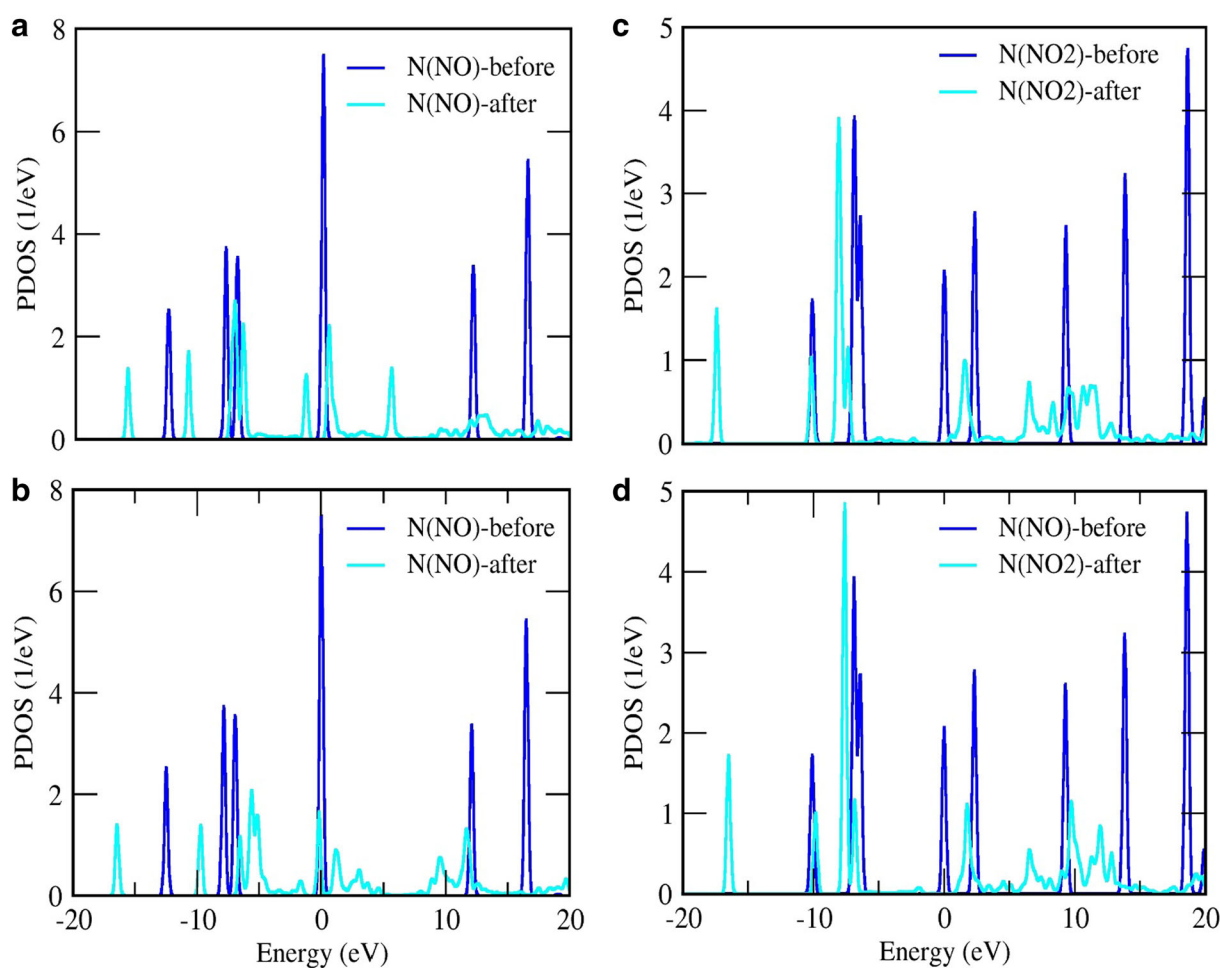 a
8
6
4
2
0
PDOS (1/eV)
N(NO)-before
N(NO)-after
c
5
4
3
2
1
0
PDOS (1/eV)
N(NO2)-before
N(NO2)-after
b
8
6
4
2
0
PDOS (1/eV)
N(NO)-before
N(NO)-after
-20 -10 0 10 20
Energy (eV)
d
5
4
3
2
1
0
PDOS (1/eV)
N(NO)-before
N(NO2)-after
-20 -10 0 10 20
Energy (eV)